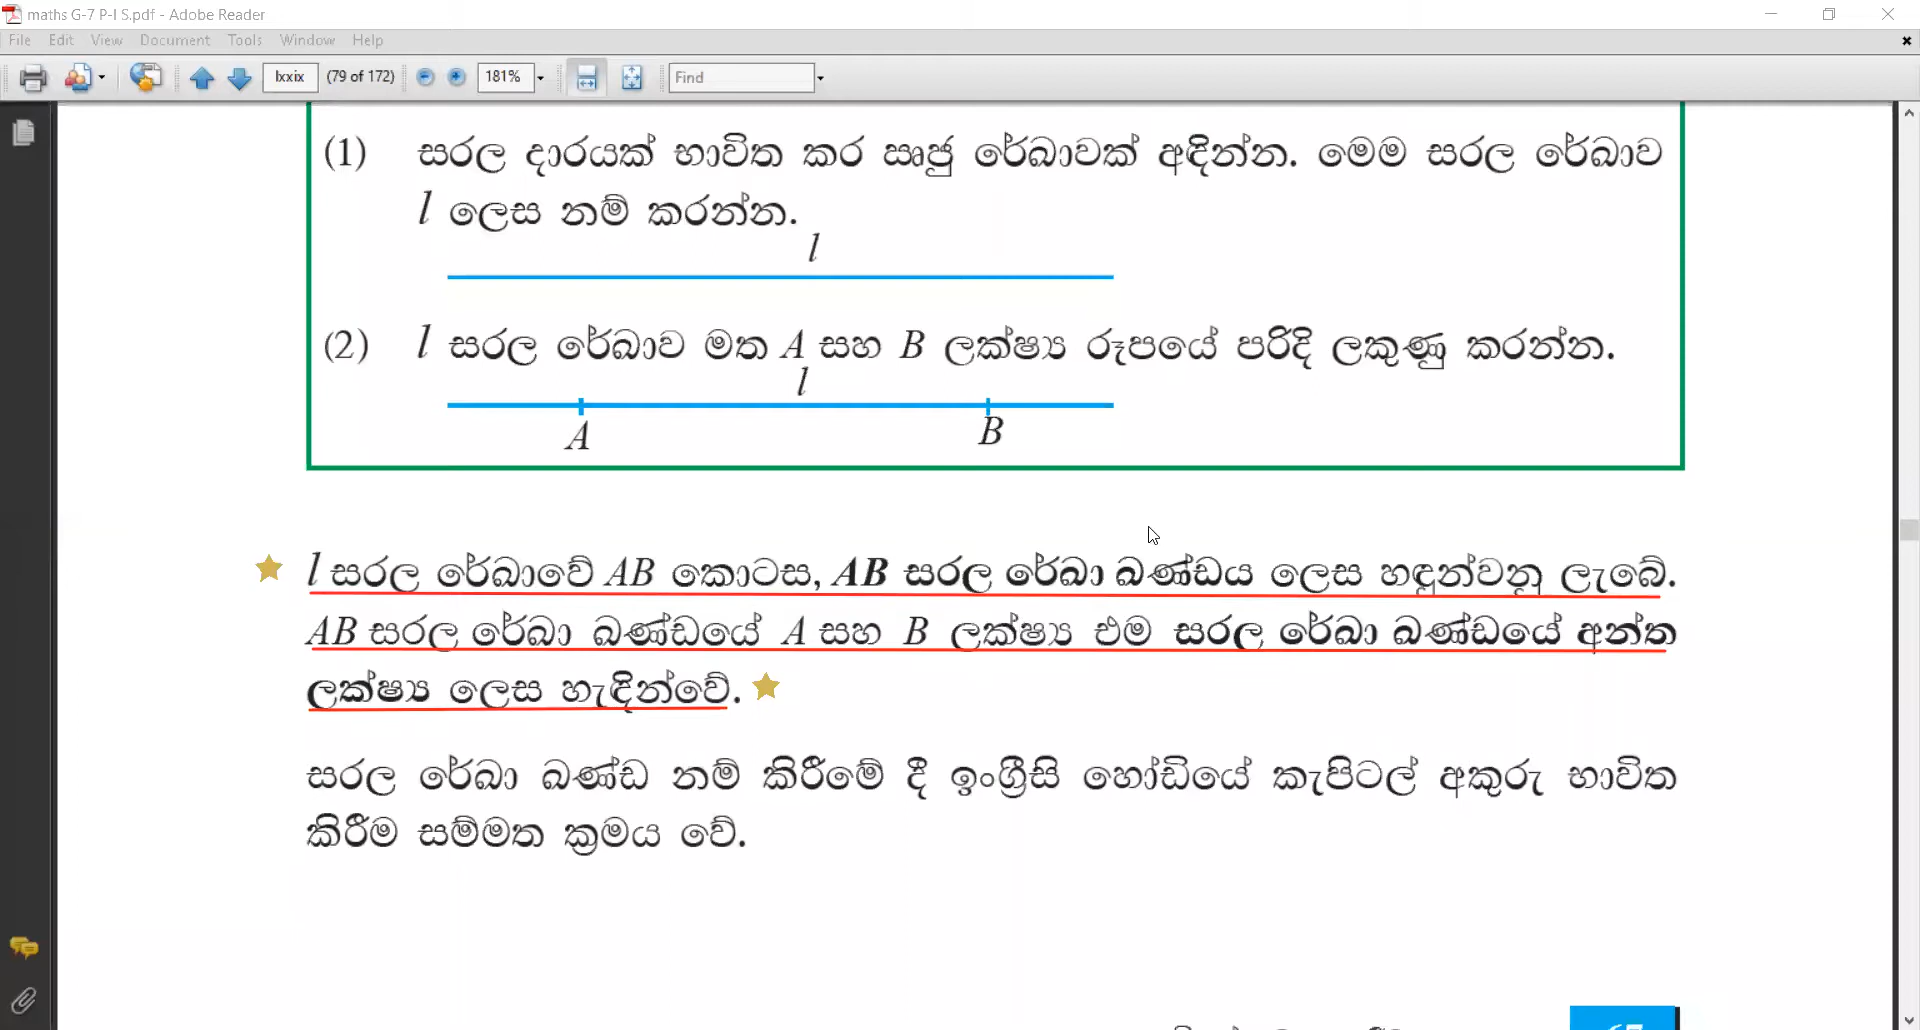 maths G-7 P-I S.pdf - Adobe Reader
File Edit View Document Tools Window Help
lxxix (79 of 172) 181% Find
(1) සරල දාරයක් භාවිත කර ඍජු රේඛාවක් අඳින්න. මෙම සරල රේඛාව
l ලෙස නම් කරන්න.
l
(2) l සරල රේඛාව මත A සහ B ලක්ෂ්‍ය රූපයේ පරිදි ලකුණු කරන්න.
l
A B
l සරල රේඛාවේ AB කොටස, AB සරල රේඛා ඛණ්ඩය ලෙස හඳුන්වනු ලැබේ.
AB සරල රේඛා ඛණ්ඩයේ A සහ B ලක්ෂ්‍ය එම සරල රේඛා ඛණ්ඩයේ අන්ත
ලක්ෂ්‍ය ලෙස හැඳින්වේ.
සරල රේඛා ඛණ්ඩ නම් කිරීමේ දී ඉංග්‍රීසි හෝඩියේ කැපිටල් අකුරු භාවිත
කිරීම සම්මත ක්‍රමය වේ.